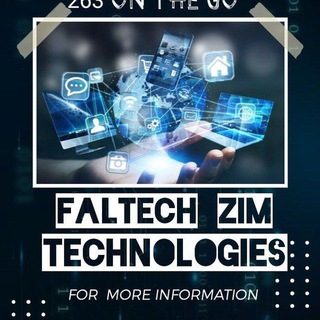 263 ON THE GO
FALTECH ZIM
TECHNOLOGIES
FOR MORE INFORMATION